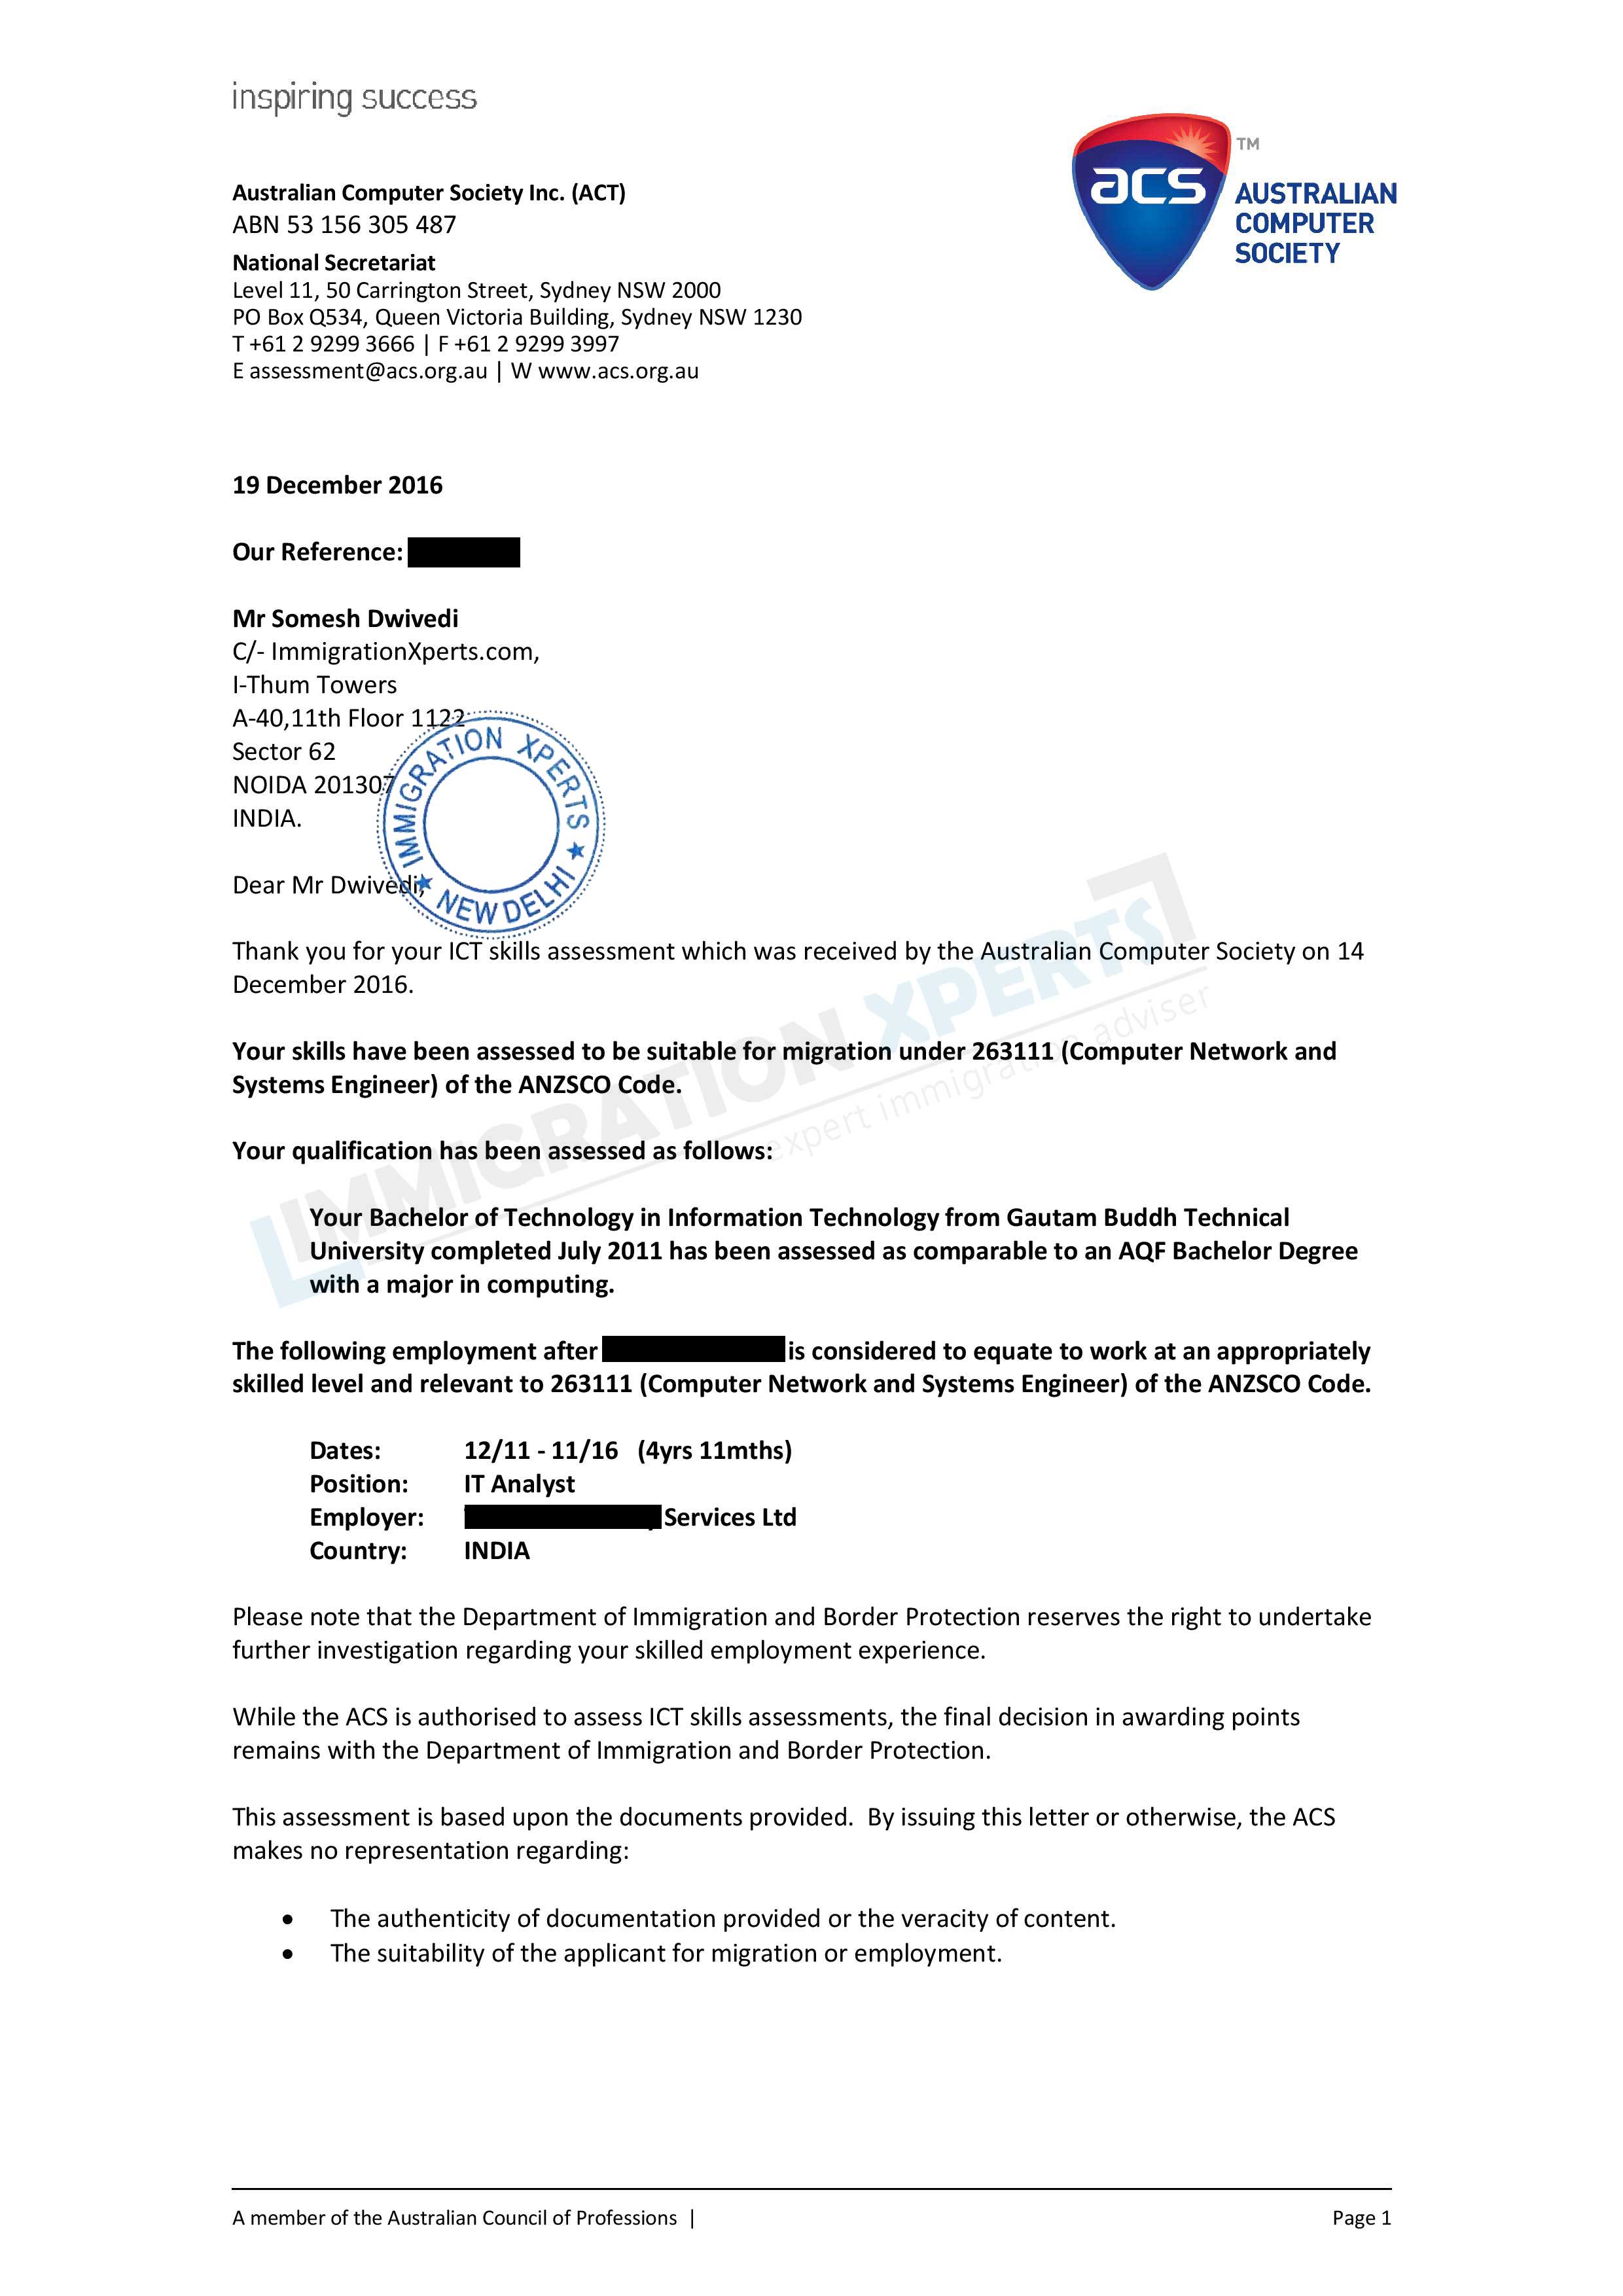 inspiring success
acs
TM
AUSTRALIAN
COMPUTER
SOCIETY
Australian Computer Society Inc. (ACT)
ABN 53 156 305 487
National Secretariat
Level 11, 50 Carrington Street, Sydney NSW 2000
PO Box Q534, Queen Victoria Building, Sydney NSW 1230
T +61 2 9299 3666 | F +61 2 9299 3997
E assessment@acs.org.au | W www.acs.org.au
19 December 2016
Our Reference:
Mr Somesh Dwivedi
C/- ImmigrationXperts.com,
I-Thum Towers
A-40,11th Floor 1122
Sector 62
NOIDA 201307
INDIA.
IMMIGRATION XPERTS
★ NEW DELHI ★
Dear Mr Dwivedi,
Thank you for your ICT skills assessment which was received by the Australian Computer Society on 14
December 2016.
Your skills have been assessed to be suitable for migration under 263111 (Computer Network and
Systems Engineer) of the ANZSCO Code.
IMMIGRATION XPERTS
expert immigration adviser
Your qualification has been assessed as follows:
Your Bachelor of Technology in Information Technology from Gautam Buddh Technical
University completed July 2011 has been assessed as comparable to an AQF Bachelor Degree
with a major in computing.
The following employment after is considered to equate to work at an appropriately
skilled level and relevant to 263111 (Computer Network and Systems Engineer) of the ANZSCO Code.
Dates: 12/11 - 11/16 (4yrs 11mths)
Position: IT Analyst
Employer: Services Ltd
Country: INDIA
Please note that the Department of Immigration and Border Protection reserves the right to undertake
further investigation regarding your skilled employment experience.
While the ACS is authorised to assess ICT skills assessments, the final decision in awarding points
remains with the Department of Immigration and Border Protection.
This assessment is based upon the documents provided. By issuing this letter or otherwise, the ACS
makes no representation regarding:
• The authenticity of documentation provided or the veracity of content.
• The suitability of the applicant for migration or employment.
A member of the Australian Council of Professions | Page 1